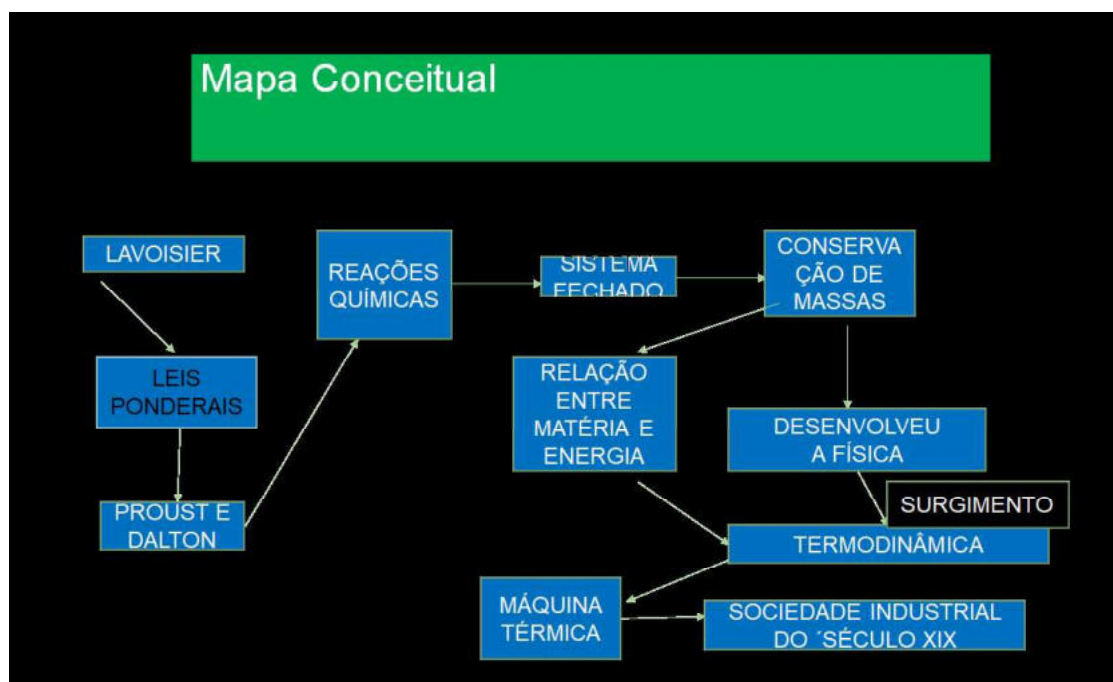 Mapa Conceitual
LAVOISIER
LEIS
PONDERAIS
PROUST E
DALTON
REAÇÕES
QUÍMICAS
SISTEMA
FECHADO
CONSERVA
ÇÃO DE
MASSAS
RELAÇÃO
ENTRE
MATÉRIA E
ENERGIA
DESENVOLVEU
A FÍSICA
SURGIMENTO
TERMODINÂMICA
MÁQUINA
TÉRMICA
SOCIEDADE INDUSTRIAL
DO ´SÉCULO XIX